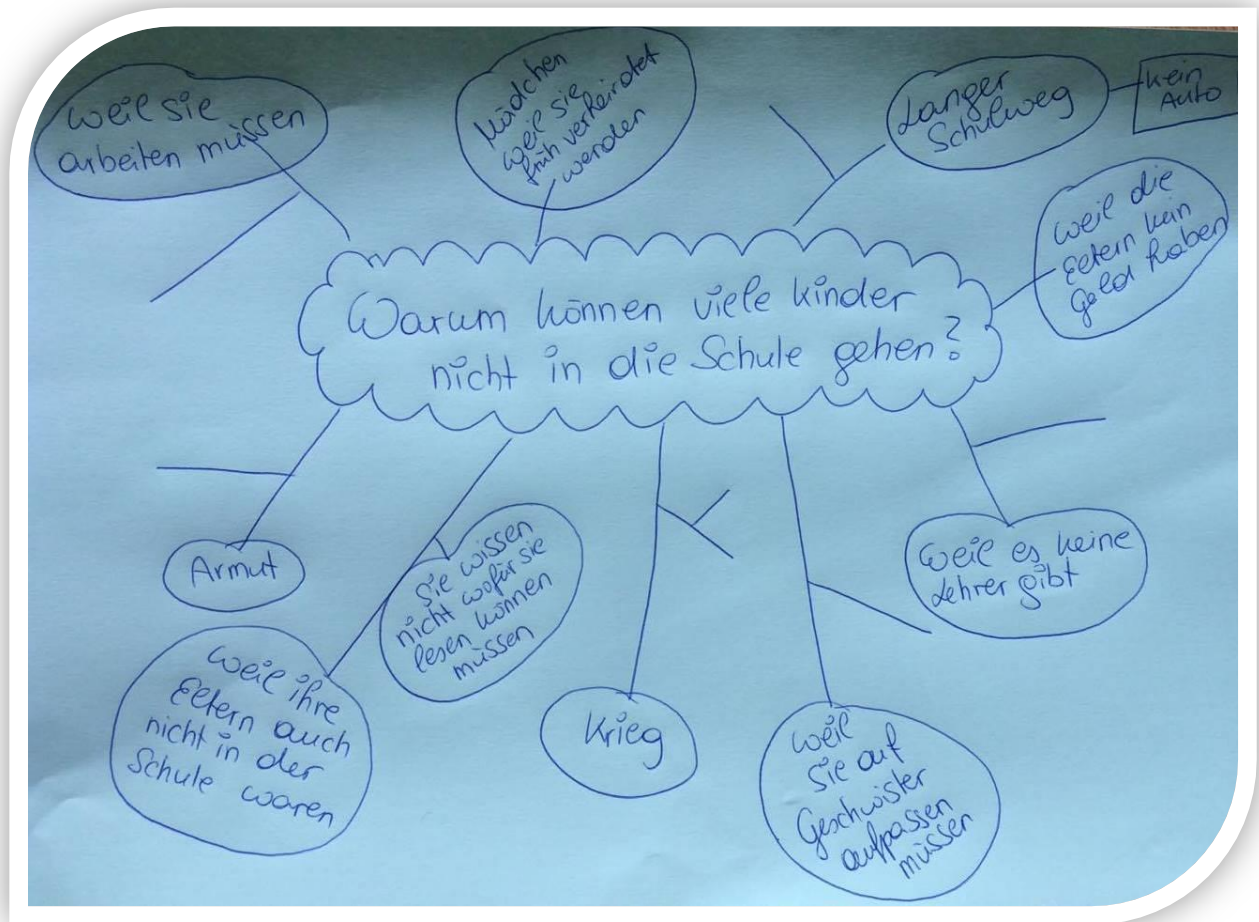 Weil sie
arbeiten müssen
Mädchen
weil sie
früh verheiratet
werden
Langer
Schulweg
kein
Auto
Weil die
Eltern kein
Geld haben
Warum können viele Kinder
nicht in die Schule gehen?
Armut
Weil ihre
Eltern auch
nicht in der
Schule waren
Sie wissen
nicht wofür sie
lesen können
müssen
Krieg
Weil
sie auf
Geschwister
aufpassen
müssen
Weil es keine
Lehrer gibt